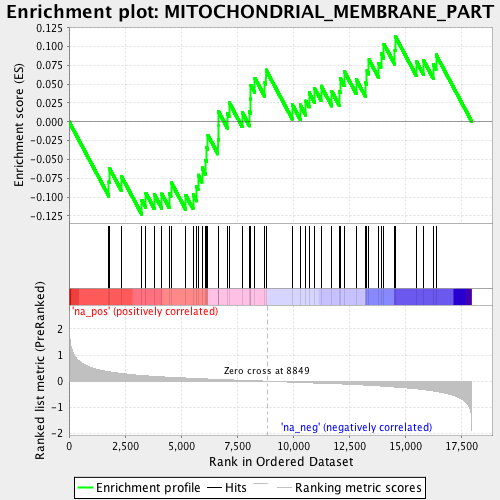 Enrichment plot: MITOCHONDRIAL_MEMBRANE_PART
Enrichment score (ES)
0.125
0.100
0.075
0.050
0.025
0.000
-0.025
-0.050
-0.075
-0.100
-0.125
'na_pos' (positively correlated)
Ranked list metric (PreRanked)
2
1
0
-1
-2
Zero cross at 8849
'na_neg' (negatively correlated)
0
2,500
5,000
7,500
10,000
12,500
15,000
17,500
Rank in Ordered Dataset
Enrichment profile
Hits
Ranking metric scores